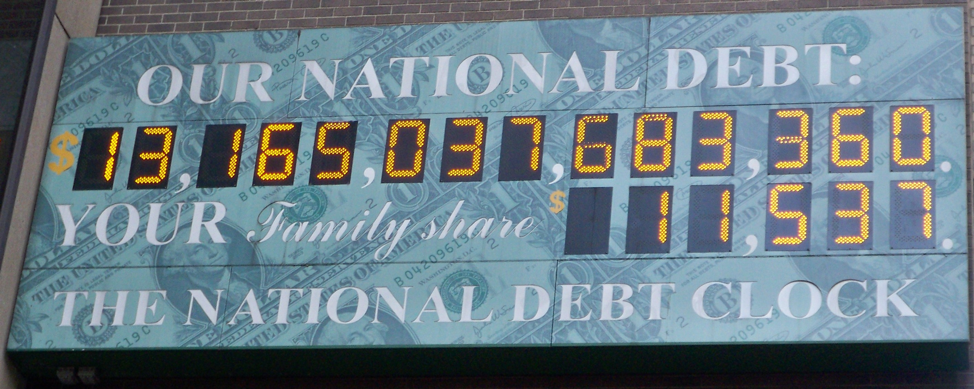 OUR NATIONAL DEBT:
$13,165,037,683,360.
YOUR Family share $11,537.
THE NATIONAL DEBT CLOCK